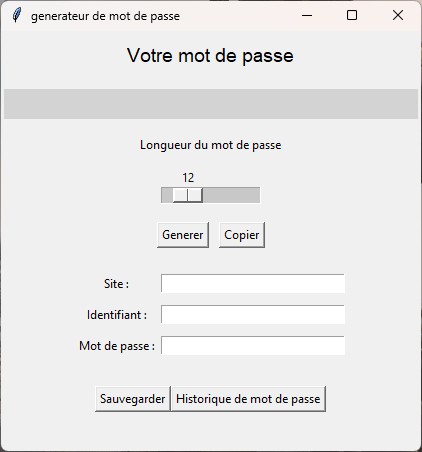 generateur de mot de passe
Votre mot de passe
Longueur du mot de passe
12
Generer Copier
Site :
Identifiant :
Mot de passe :
Sauvegarder Historique de mot de passe